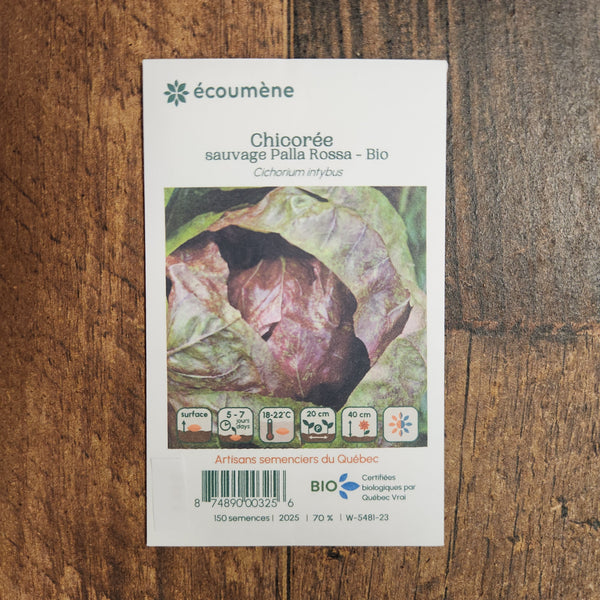 écoumène
Chicorée
sauvage Palla Rossa - Bio
Cichorium intybus
surface
5 - 7
jours
days
18-22°C
20 cm
40 cm
Artisans semenciers du Québec
8 74890 00325 6
BIO
Certifiées
biologiques par
Québec Vrai
150 semences | 2025 | 70 % | W-5481-23